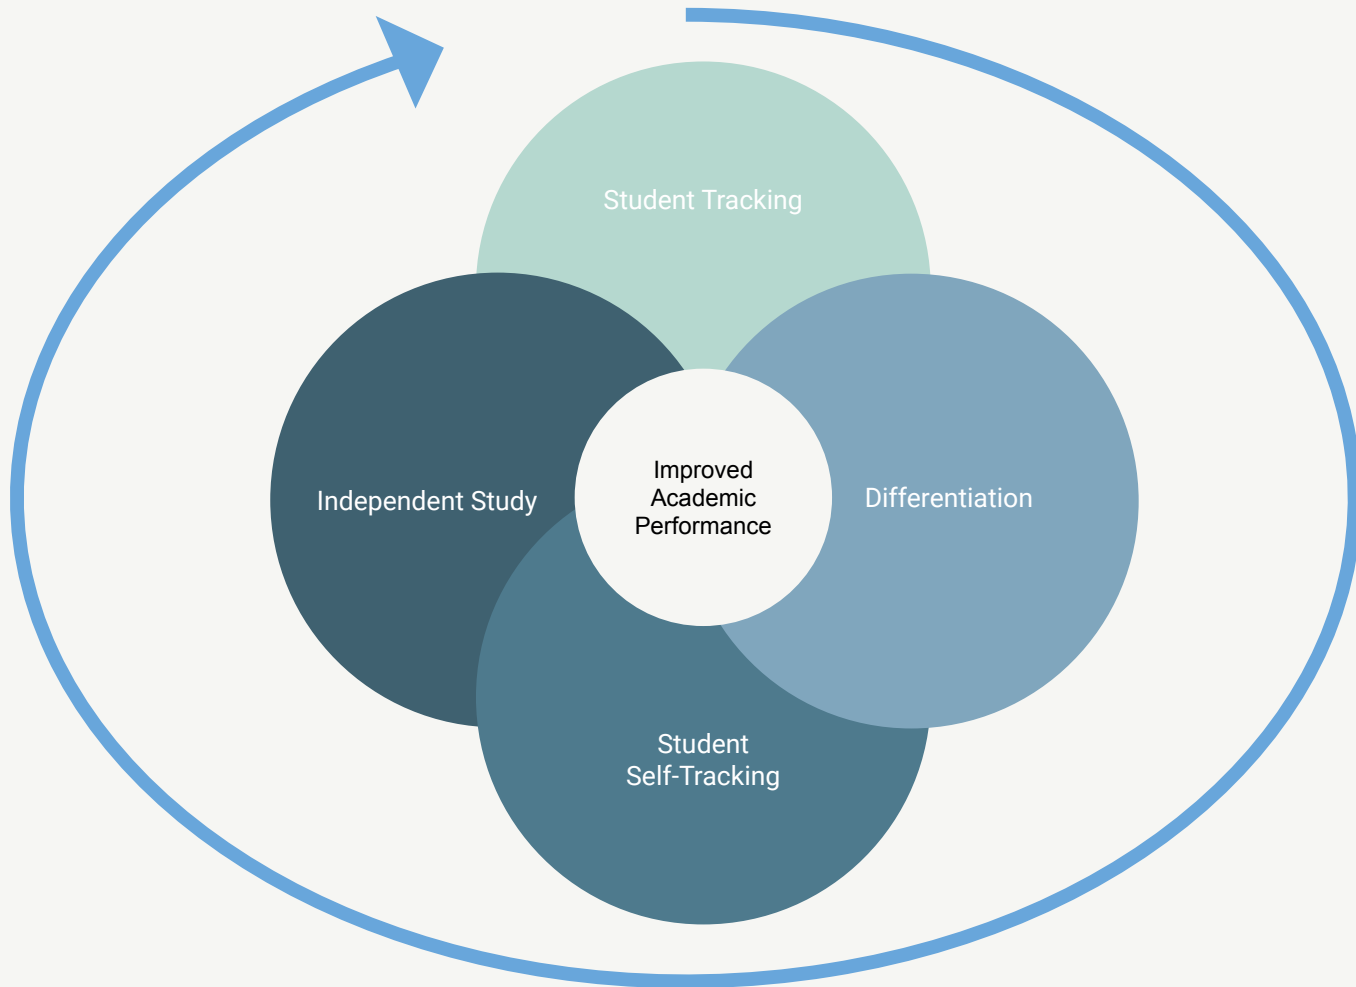 Student Tracking
Independent Study
Improved
Academic
Performance
Differentiation
Student
Self-Tracking